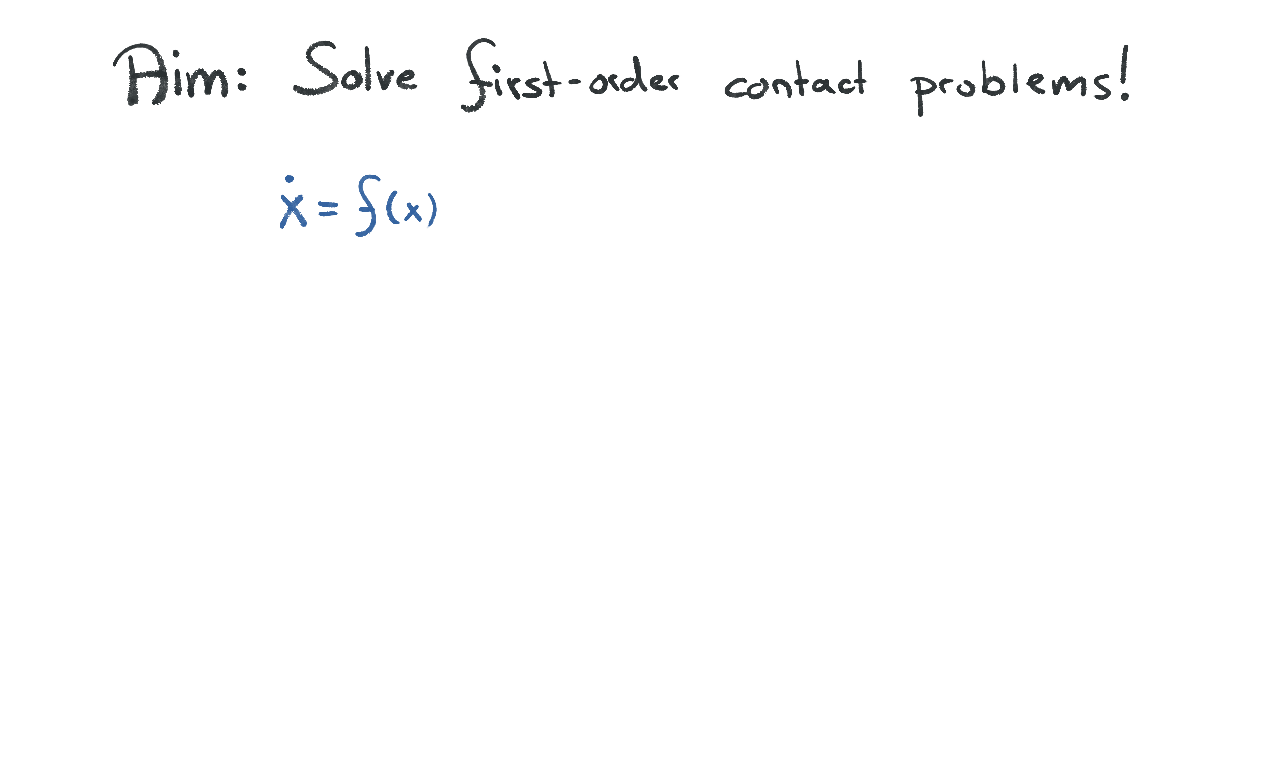 Aim: Solve first-order contact problems!
ẋ = f(x)